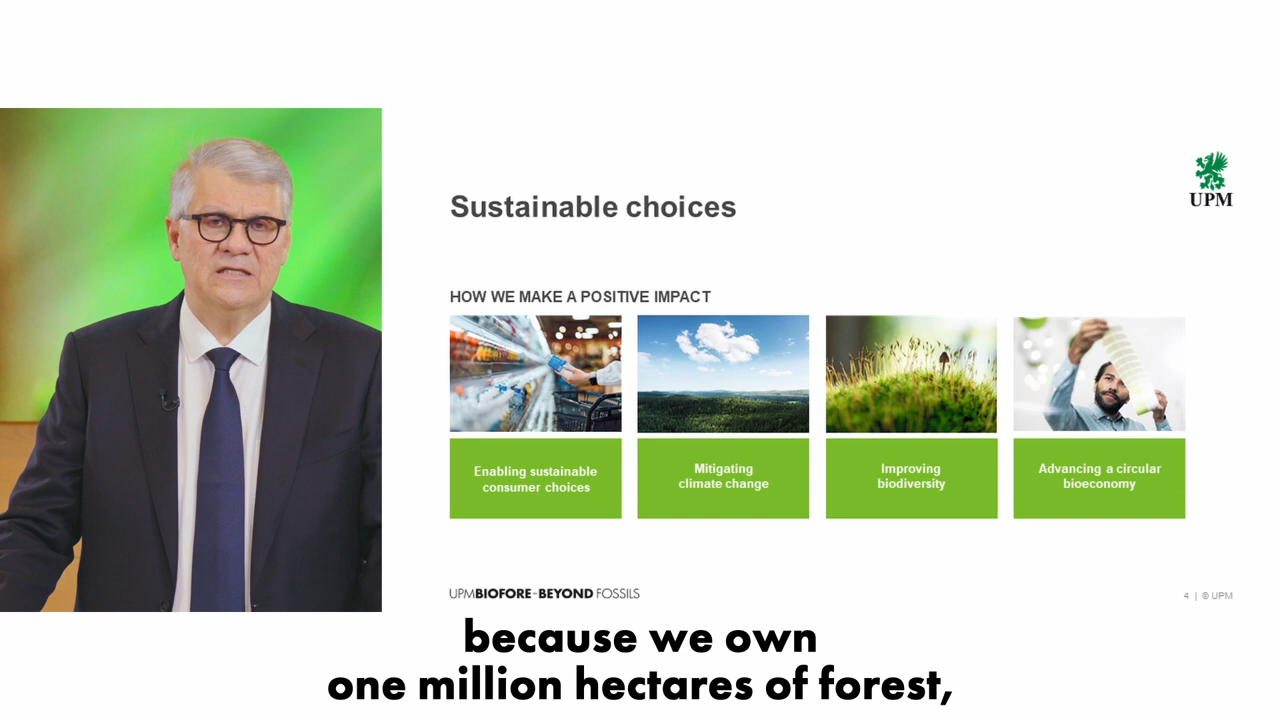 UPM
Sustainable choices
HOW WE MAKE A POSITIVE IMPACT
Enabling sustainable
consumer choices
Mitigating
climate change
Improving
biodiversity
Advancing a circular
bioeconomy
UPMBIOFORE-BEYOND FOSSILS
4 | © UPM
because we own
one million hectares of forest,